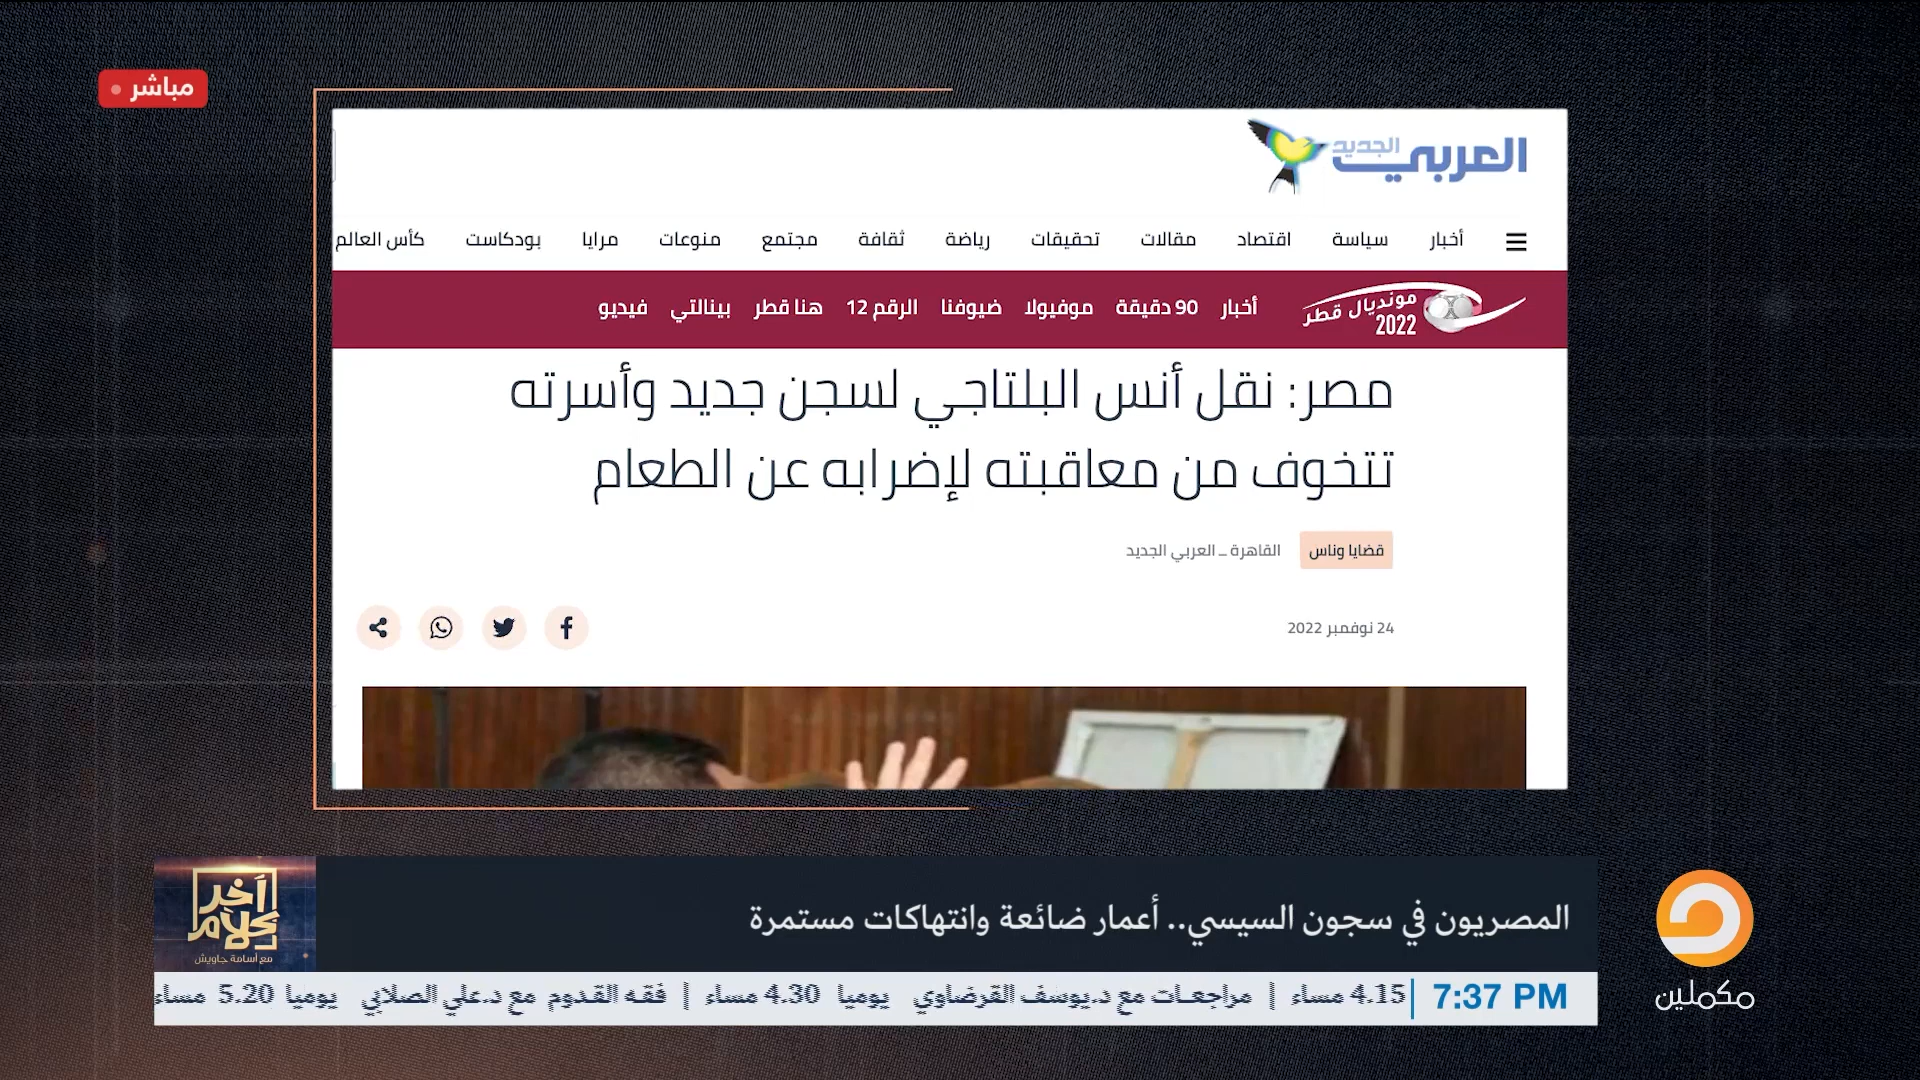 مباشر
العربي الجديد
أخبار سياسة اقتصاد مقالات تحقيقات رياضة ثقافة مجتمع منوعات مرايا بودكاست كأس العالم
مونديال قطر
2022
أخبار 90 دقيقة موفيولا ضيوفنا الرقم 12 هنا قطر بينالتي فيديو
مصر: نقل أنس البلتاجي لسجن جديد وأسرته
تتخوف من معاقبته لإضرابه عن الطعام
قضايا وناس القاهرة ــ العربي الجديد
24 نوفمبر 2022
المصريون في سجون السيسي.. أعمار ضائعة وانتهاكات مستمرة
آخر
كلام
مع أسامة جاويش
7:37 PM
4.15 مساء | مراجعات مع د.يوسف القرضاوي يوميا 4.30 مساء | فقه القدوم مع د.علي الصلابي يوميا 5.20 مساء
مكملين